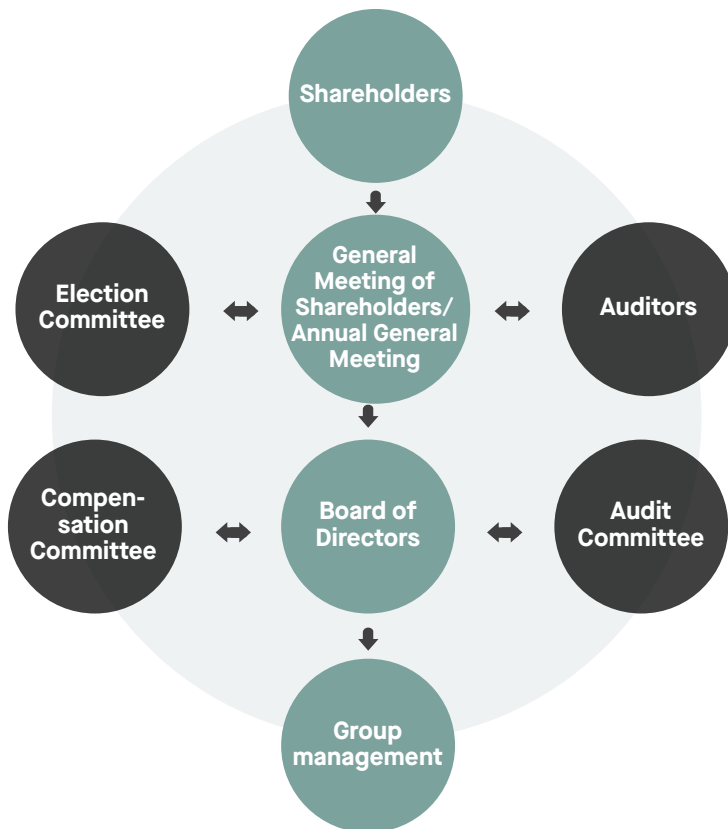 Shareholders
General
Meeting of
Shareholders/
Annual General
Meeting
Election
Committee
Auditors
Compen-
sation
Committee
Board of
Directors
Audit
Committee
Group
management